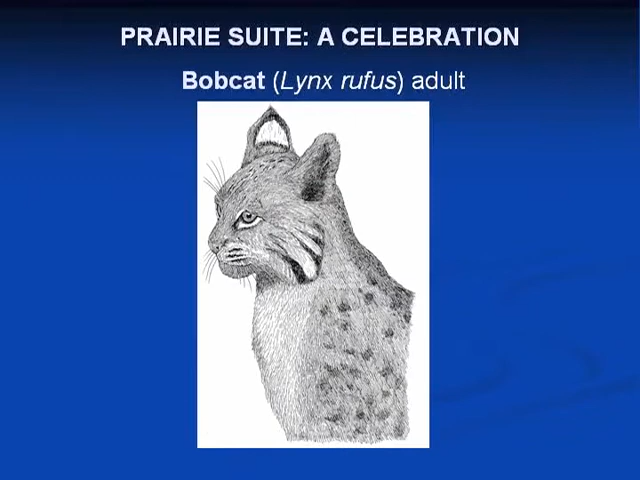 PRAIRIE SUITE: A CELEBRATION
Bobcat (Lynx rufus) adult